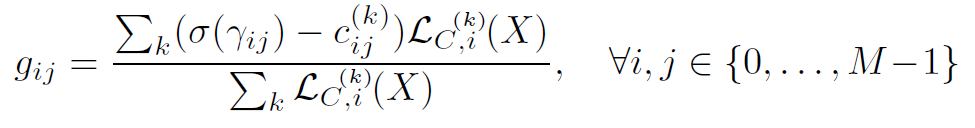 g_{ij} = \frac{\sum_k (\sigma(\gamma_{ij}) - c_{ij}^{(k)}) \mathcal{L}_{C,i}^{(k)}(X)}{\sum_k \mathcal{L}_{C,i}^{(k)}(X)}, \quad \forall i, j \in \{0, \ldots, M-1\}